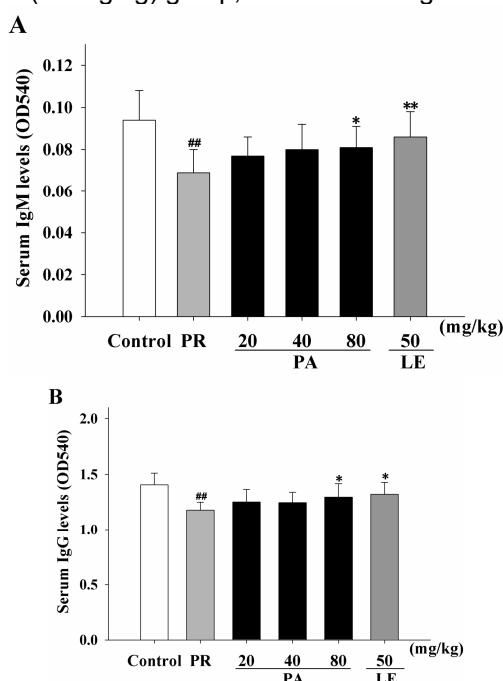 A
Serum IgM levels (OD540)
0.12
0.10
0.08
0.06
0.04
0.02
0.00
##
*
**
Control PR 20 40 80 50 (mg/kg)
PA LE
B
Serum IgG levels (OD540)
2.0
1.5
1.0
0.5
0.0
##
*
*
Control PR 20 40 80 50 (mg/kg)
PA LE